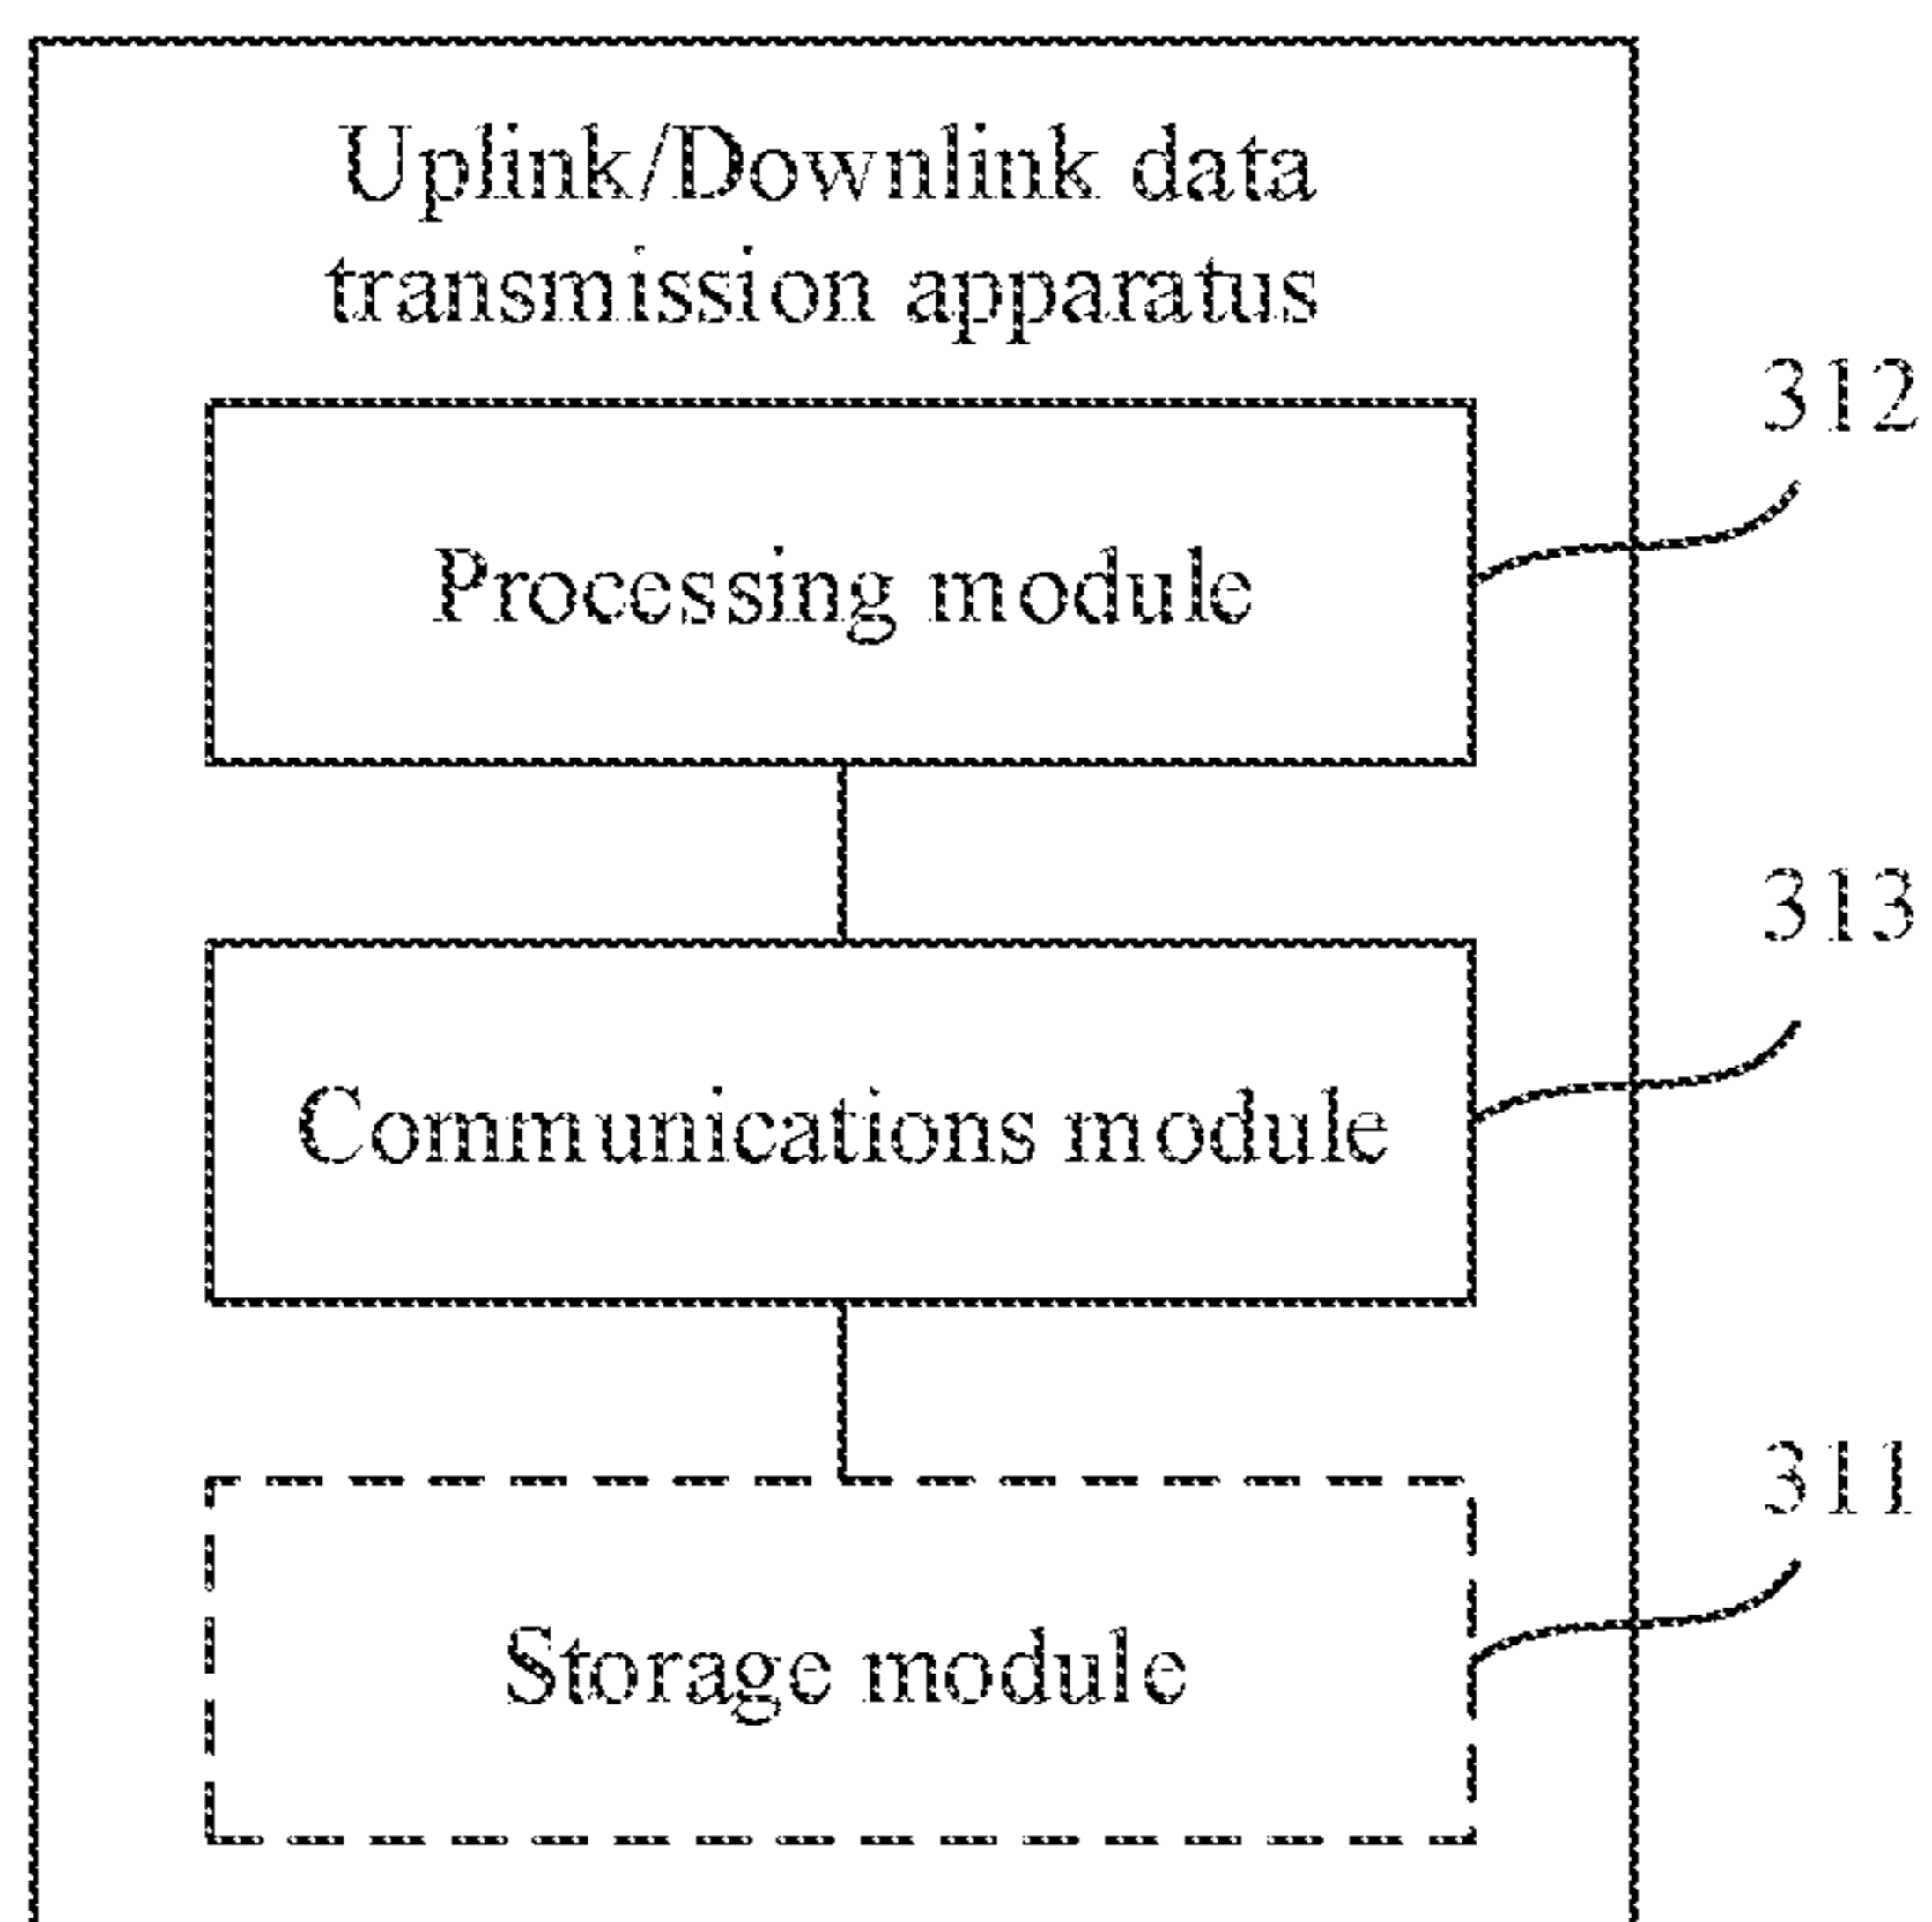 Uplink/Downlink data
transmission apparatus
312
Processing module
313
Communications module
311
Storage module